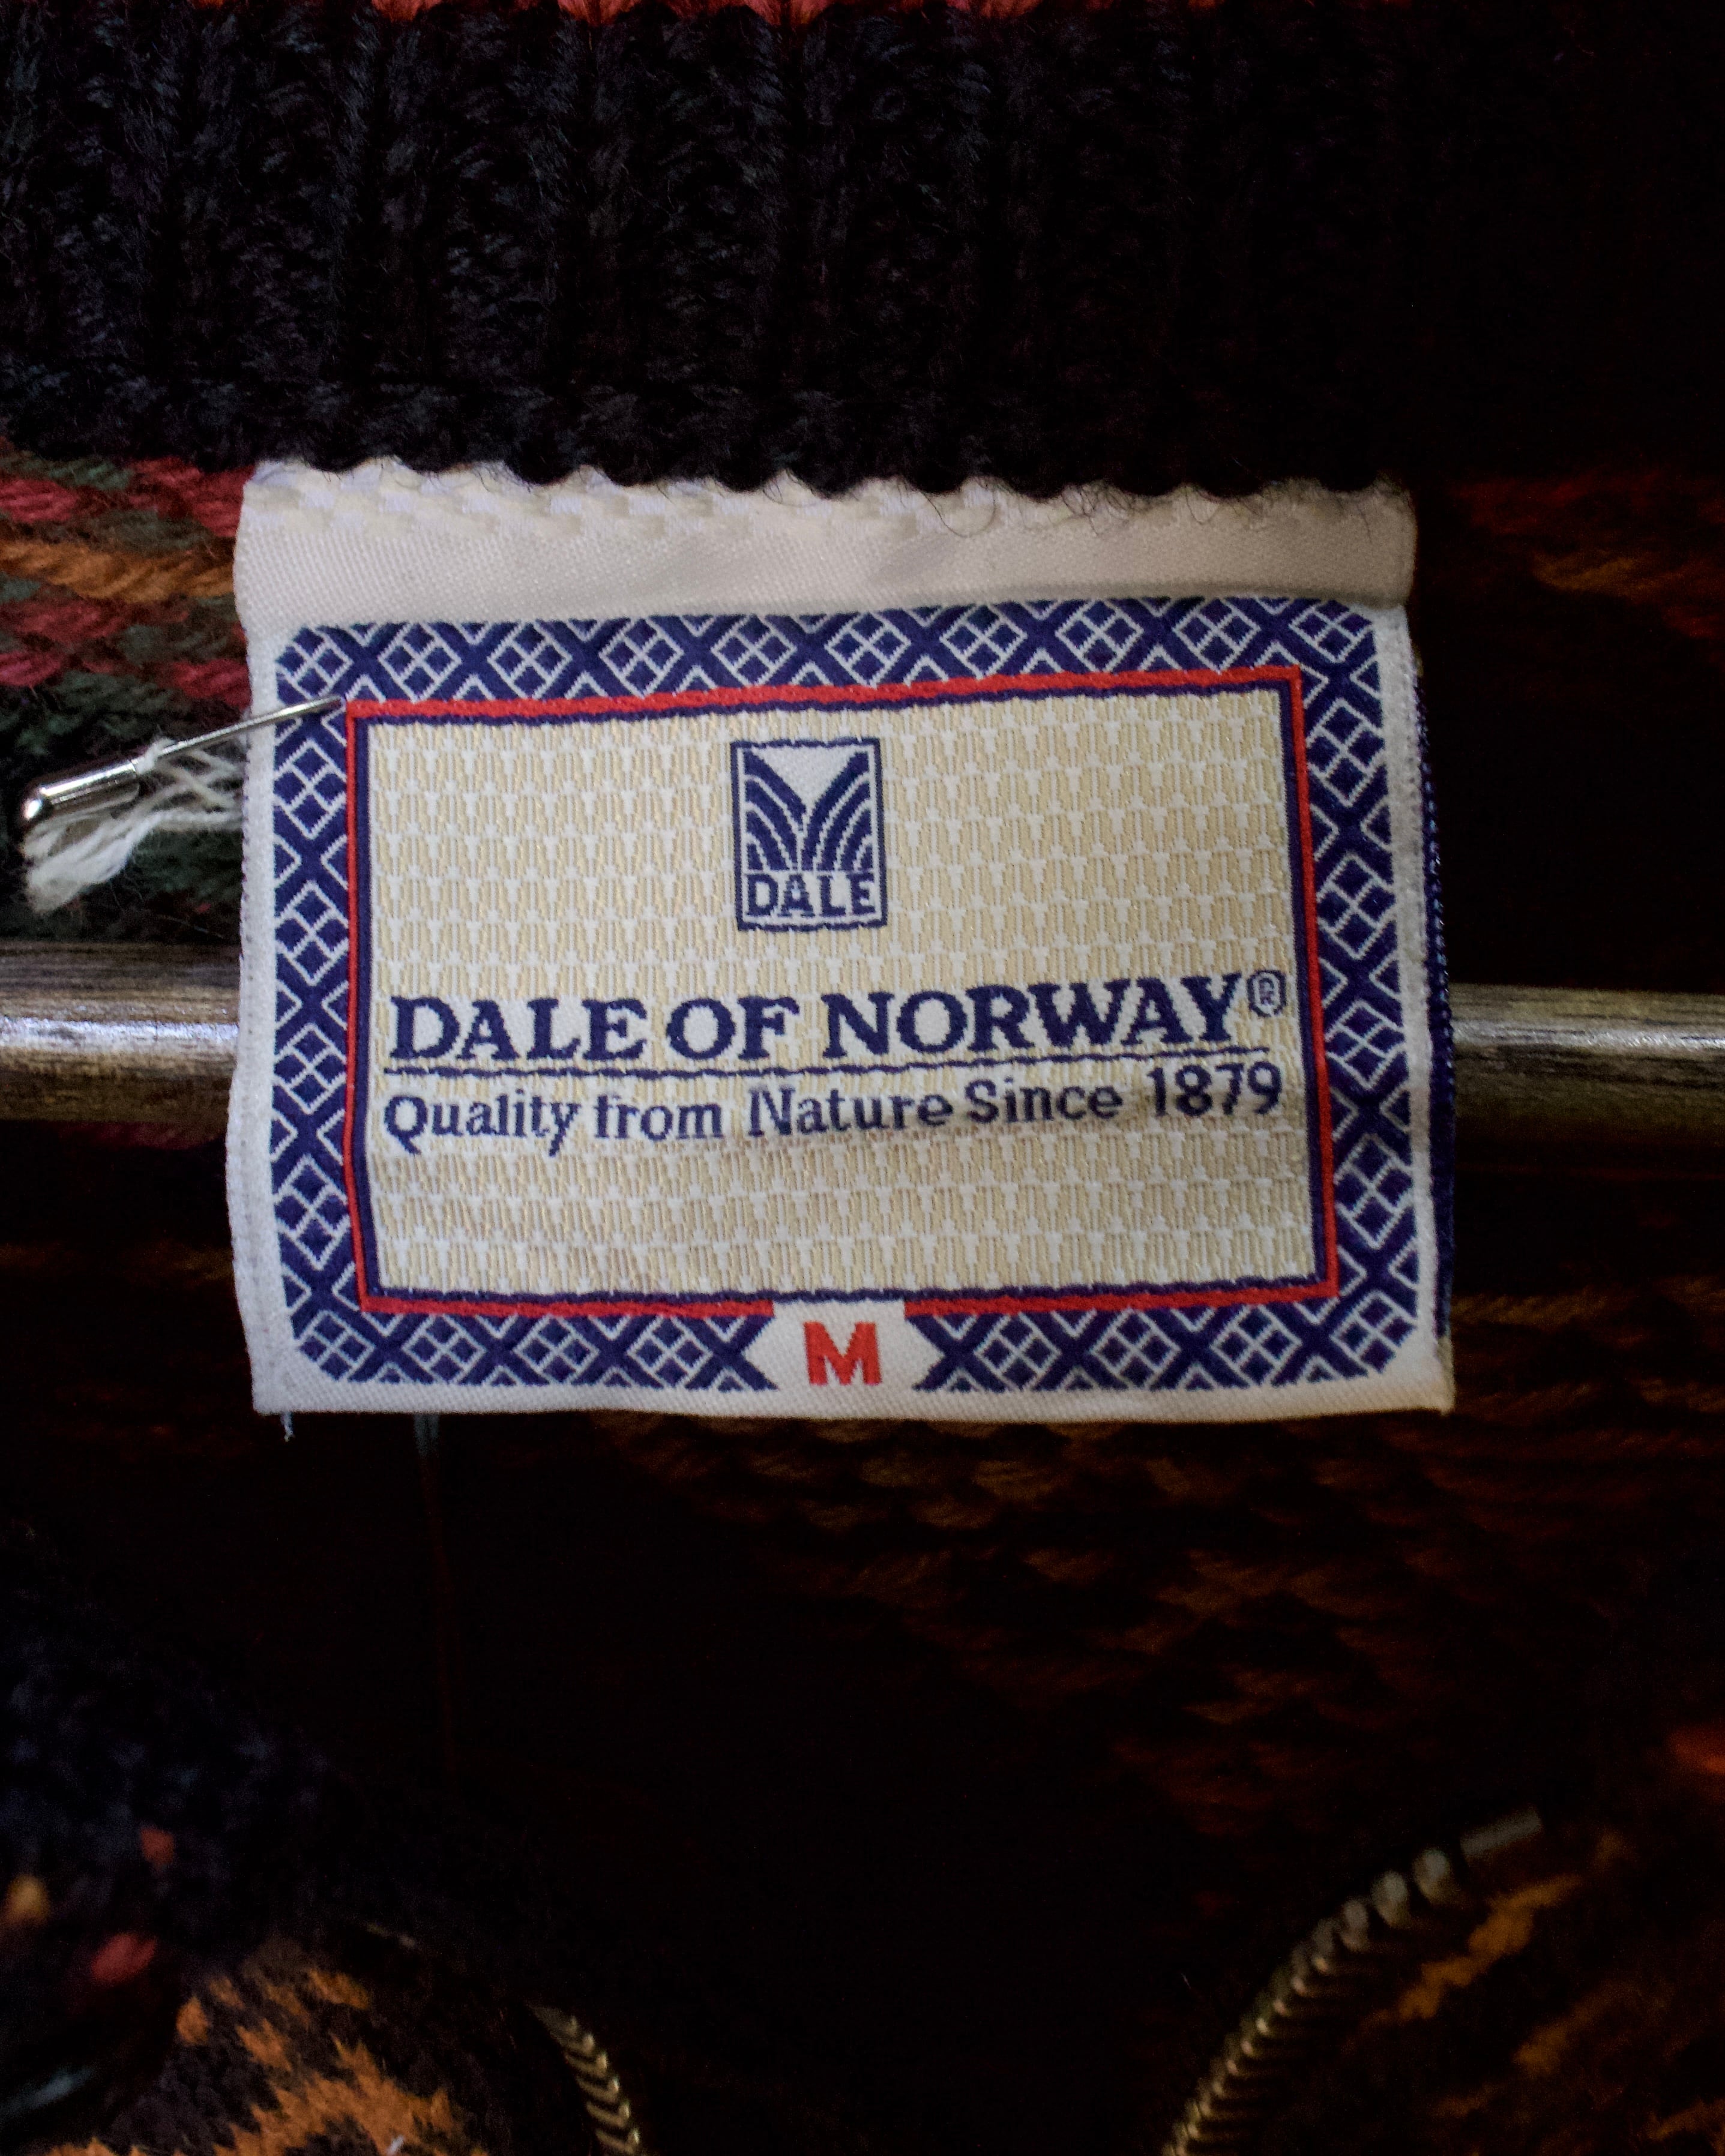 DALE
DALE OF NORWAY®
Quality from Nature Since 1879
M